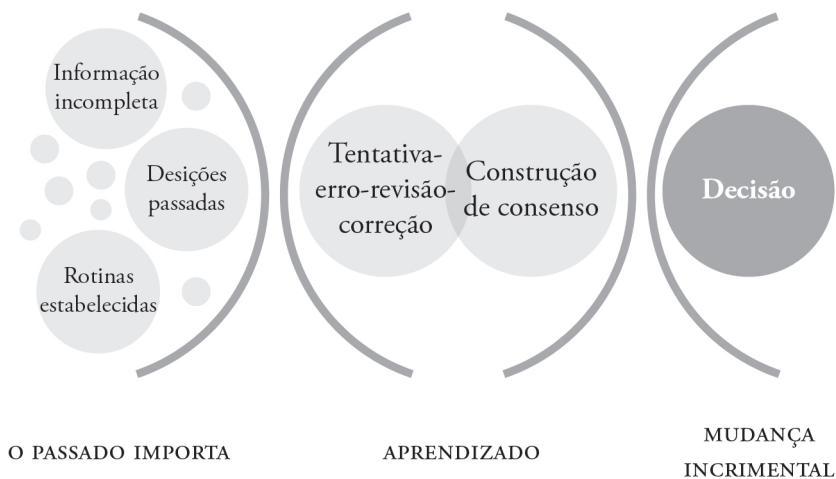 Informação
incompleta
Desições
passadas
Rotinas
estabelecidas
Tentativa-
erro-revisão-
correção
Construção
de consenso
Decisão
O PASSADO IMPORTA
APRENDIZADO
MUDANÇA
INCRIMENTAL